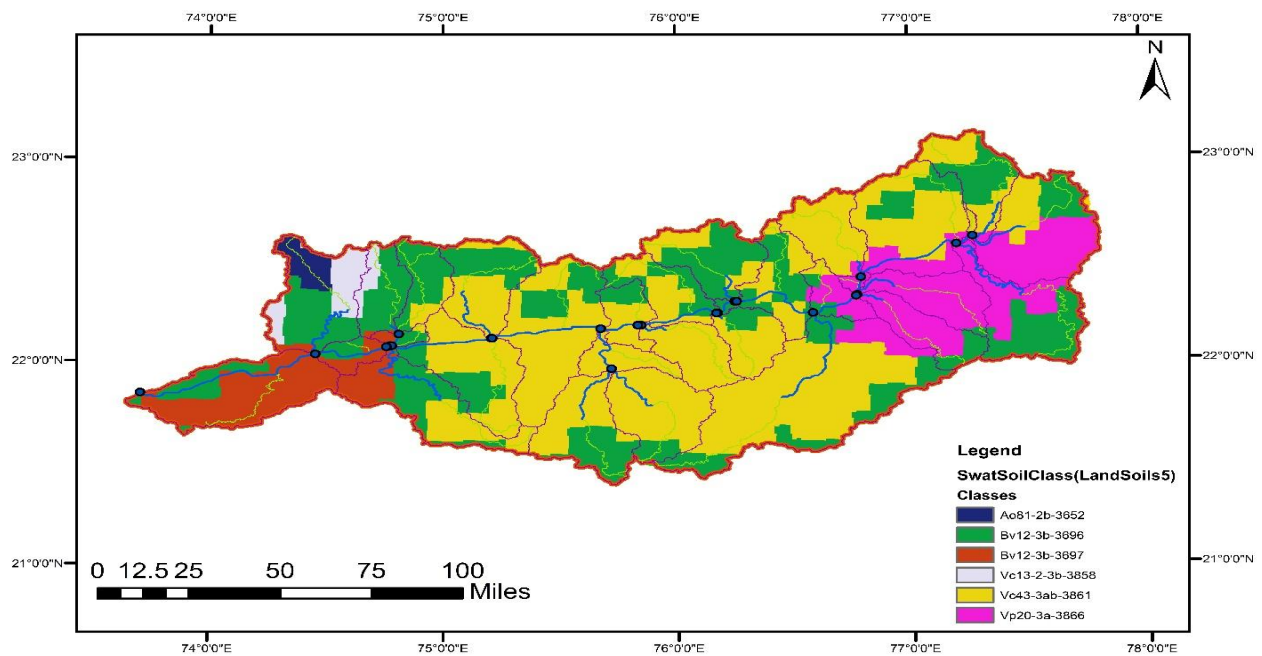 74°0'0"E 75°0'0"E 76°0'0"E 77°0'0"E 78°0'0"E
N
23°0'0"N 23°0'0"N
22°0'0"N 22°0'0"N
21°0'0"N 21°0'0"N
Legend
SwatSoilClass(LandSoils5)
Classes
Ao81-2b-3652
Bv12-3b-3696
Bv12-3b-3697
Vc13-2-3b-3858
Vc43-3ab-3861
Vp20-3a-3866
0 12.5 25 50 75 100
Miles
74°0'0"E 75°0'0"E 76°0'0"E 77°0'0"E 78°0'0"E